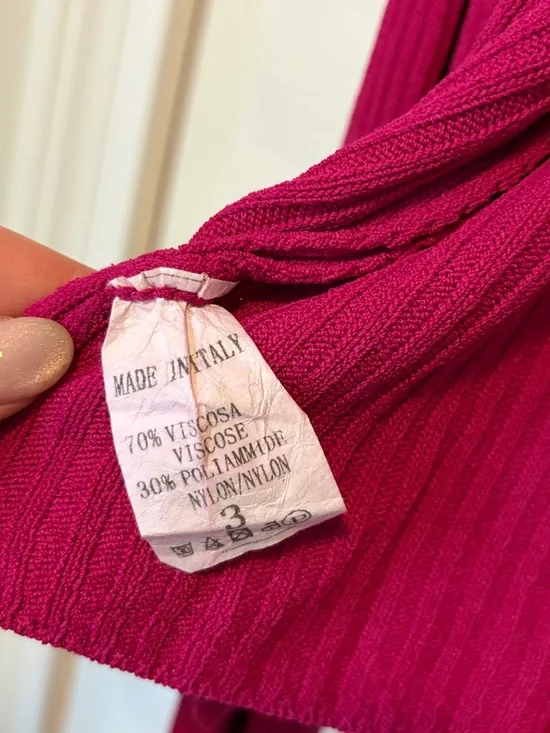 MADE IN ITALY
70% VISCOSA
VISCOSE
30% POLIAMMIDE
NYLON/NYLON
3